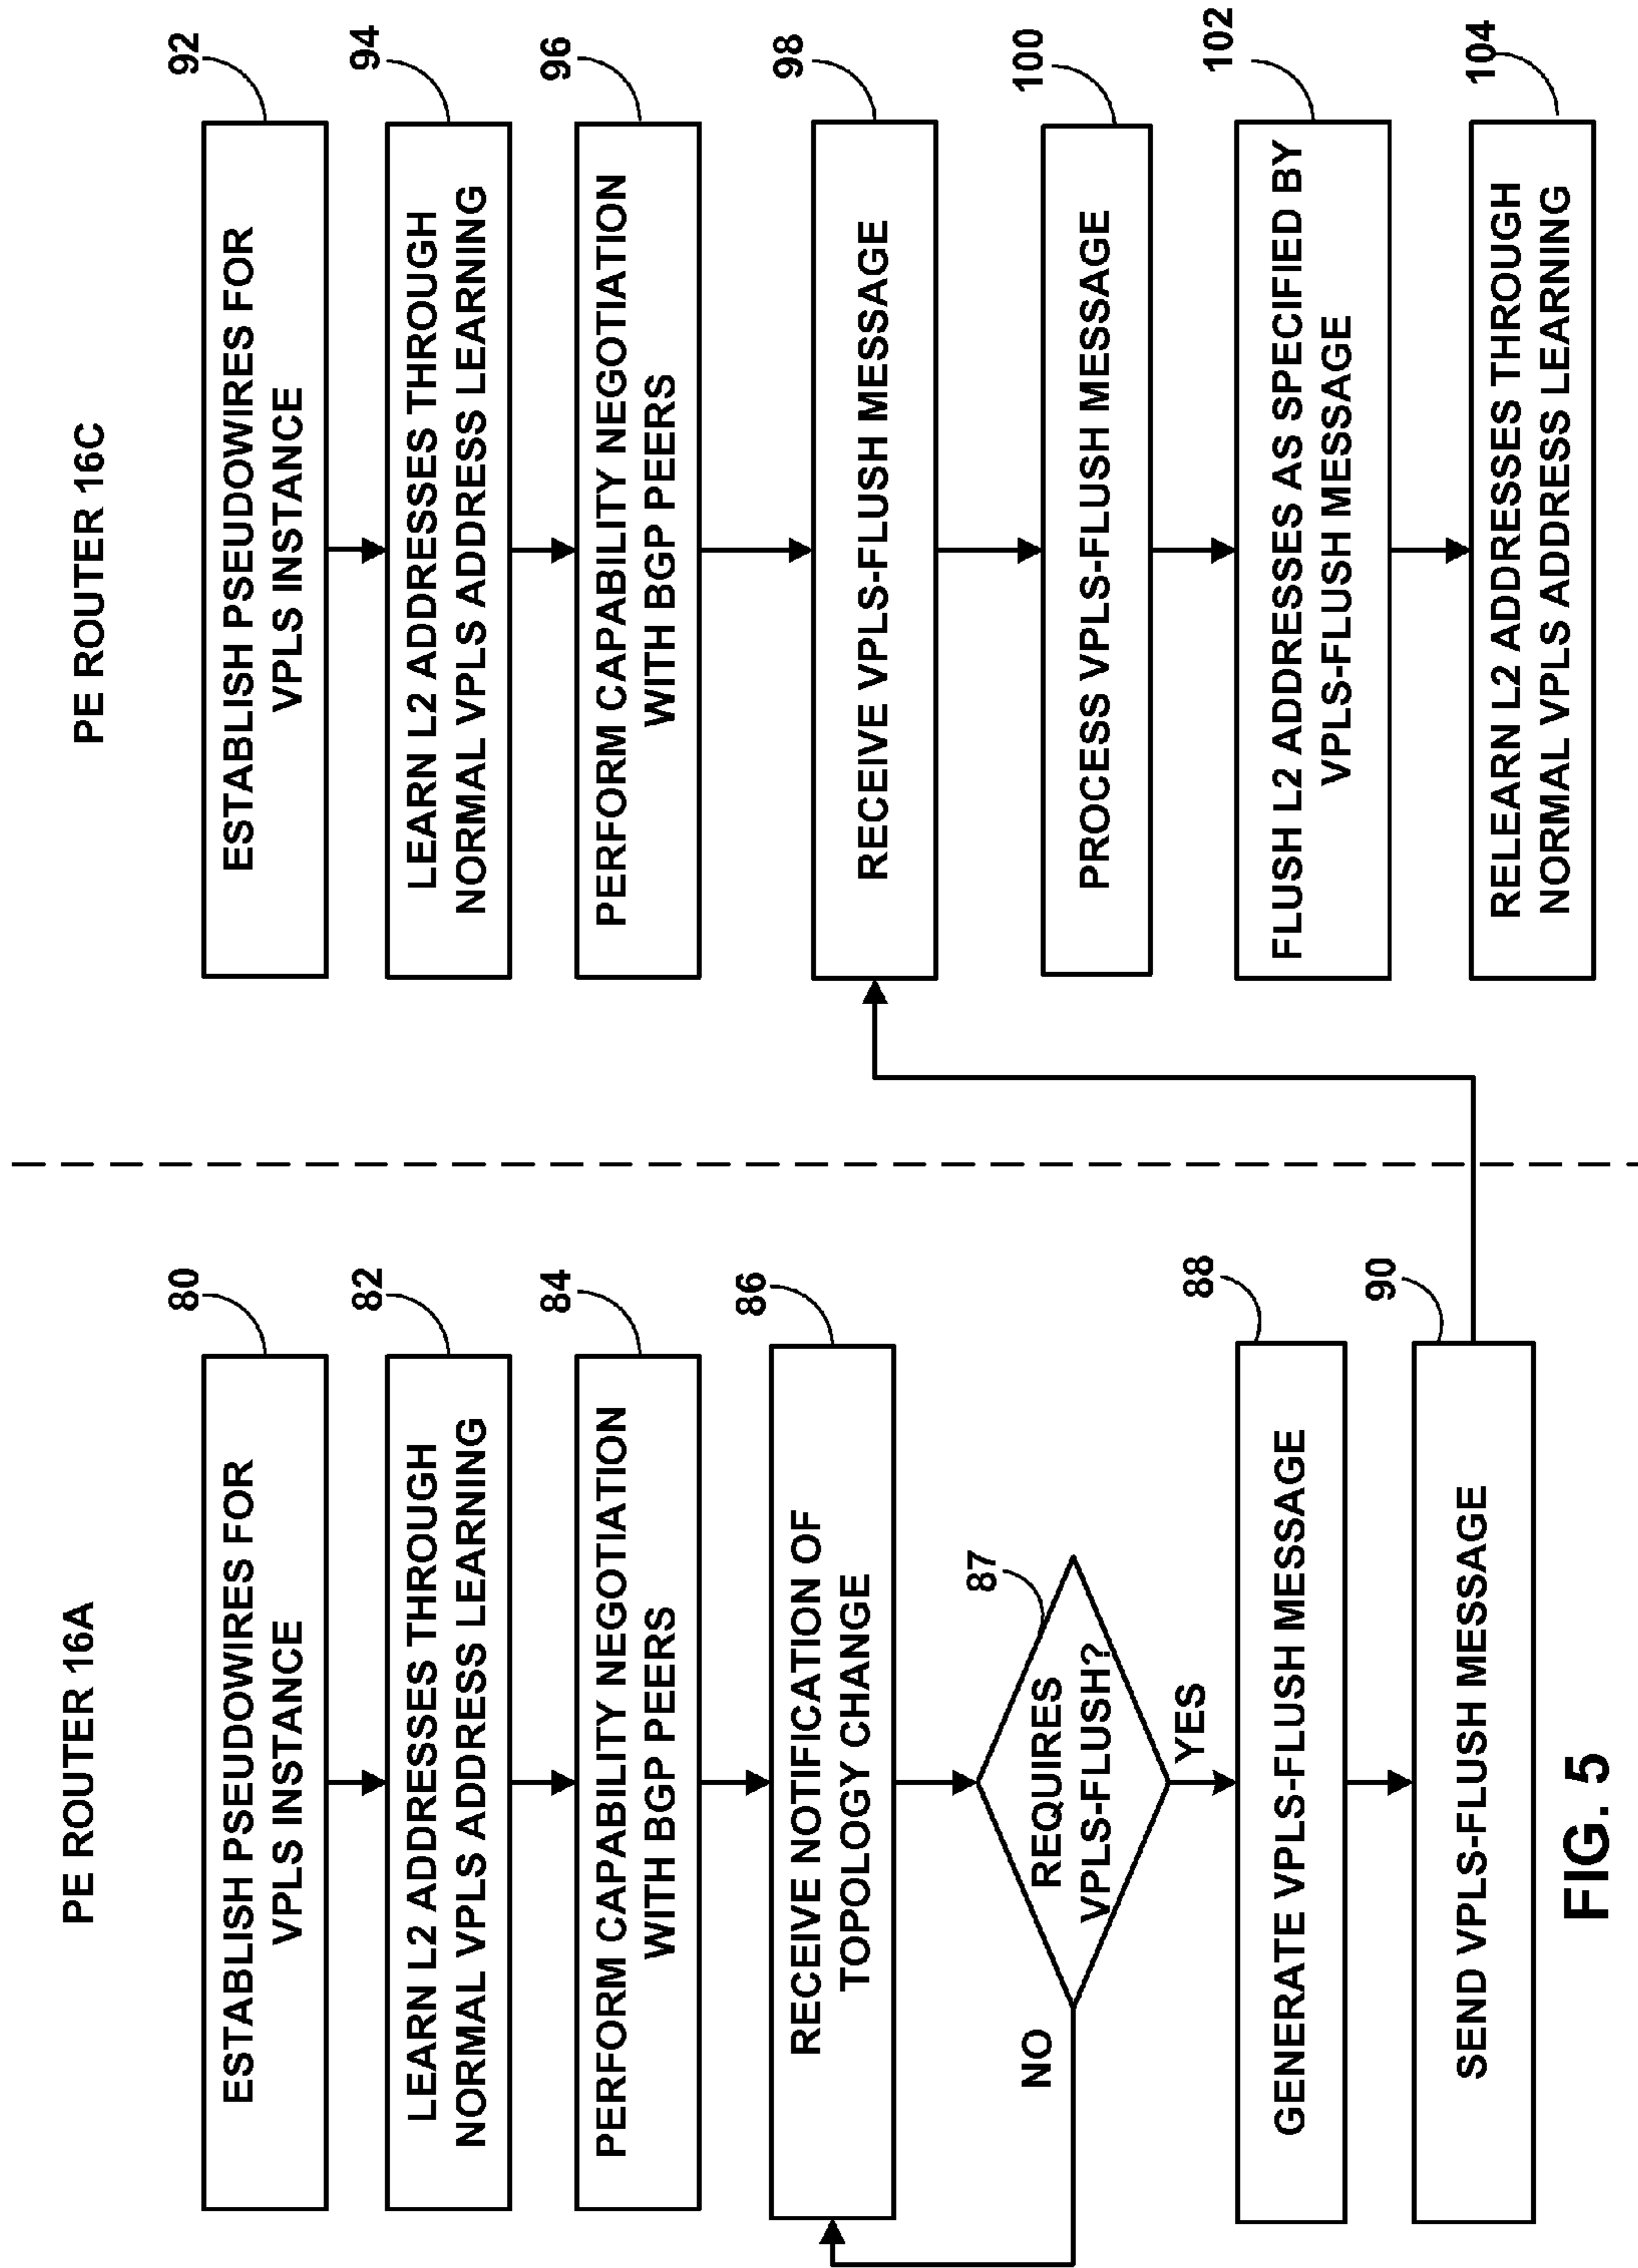 PE ROUTER 16A
ESTABLISH PSEUDOWIRES FOR
VPLS INSTANCE
80
LEARN L2 ADDRESSES THROUGH
NORMAL VPLS ADDRESS LEARNING
82
PERFORM CAPABILITY NEGOTIATION
WITH BGP PEERS
84
RECEIVE NOTIFICATION OF
TOPOLOGY CHANGE
86
REQUIRES
VPLS-FLUSH?
87
NO
YES
GENERATE VPLS-FLUSH MESSAGE
88
SEND VPLS-FLUSH MESSAGE
90
PE ROUTER 16C
ESTABLISH PSEUDOWIRES FOR
VPLS INSTANCE
92
LEARN L2 ADDRESSES THROUGH
NORMAL VPLS ADDRESS LEARNING
94
PERFORM CAPABILITY NEGOTIATION
WITH BGP PEERS
96
RECEIVE VPLS-FLUSH MESSAGE
98
PROCESS VPLS-FLUSH MESSAGE
100
FLUSH L2 ADDRESSES AS SPECIFIED BY
VPLS-FLUSH MESSAGE
102
RELEARN L2 ADDRESSES THROUGH
NORMAL VPLS ADDRESS LEARNING
104
FIG. 5